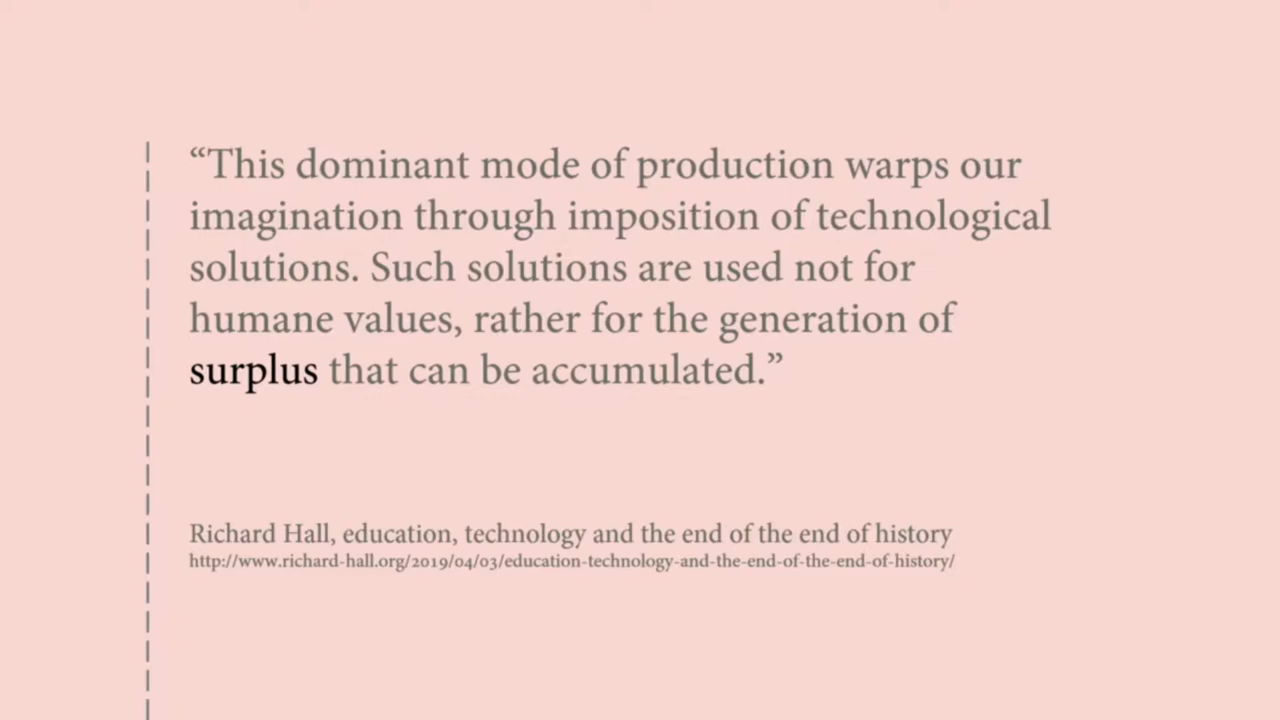 “This dominant mode of production warps our
imagination through imposition of technological
solutions. Such solutions are used not for
humane values, rather for the generation of
surplus that can be accumulated.”
Richard Hall, education, technology and the end of the end of history
http://www.richard-hall.org/2019/04/03/education-technology-and-the-end-of-the-end-of-history/